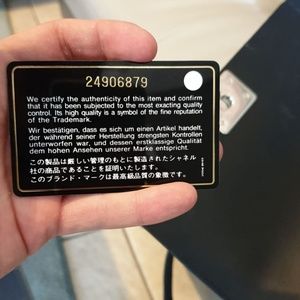 24906879
We certify the authenticity of this item and confirm
that it has been subjected to the most exacting quality
control. Its high quality is a symbol of the fine reputation
of the Trademark.
Wir bestätigen, dass es sich um einen Artikel handelt,
der während seiner Herstellung strengsten Kontrollen
unterworfen war, und dessen erstklassige Qualität
dem hohen Ansehen unserer Marke entspricht.
この製品は厳しい管理のもとに製造されたシャネル
社の商品であることを証明いたします。
このブランド・マークは最高級品質の象徴です。